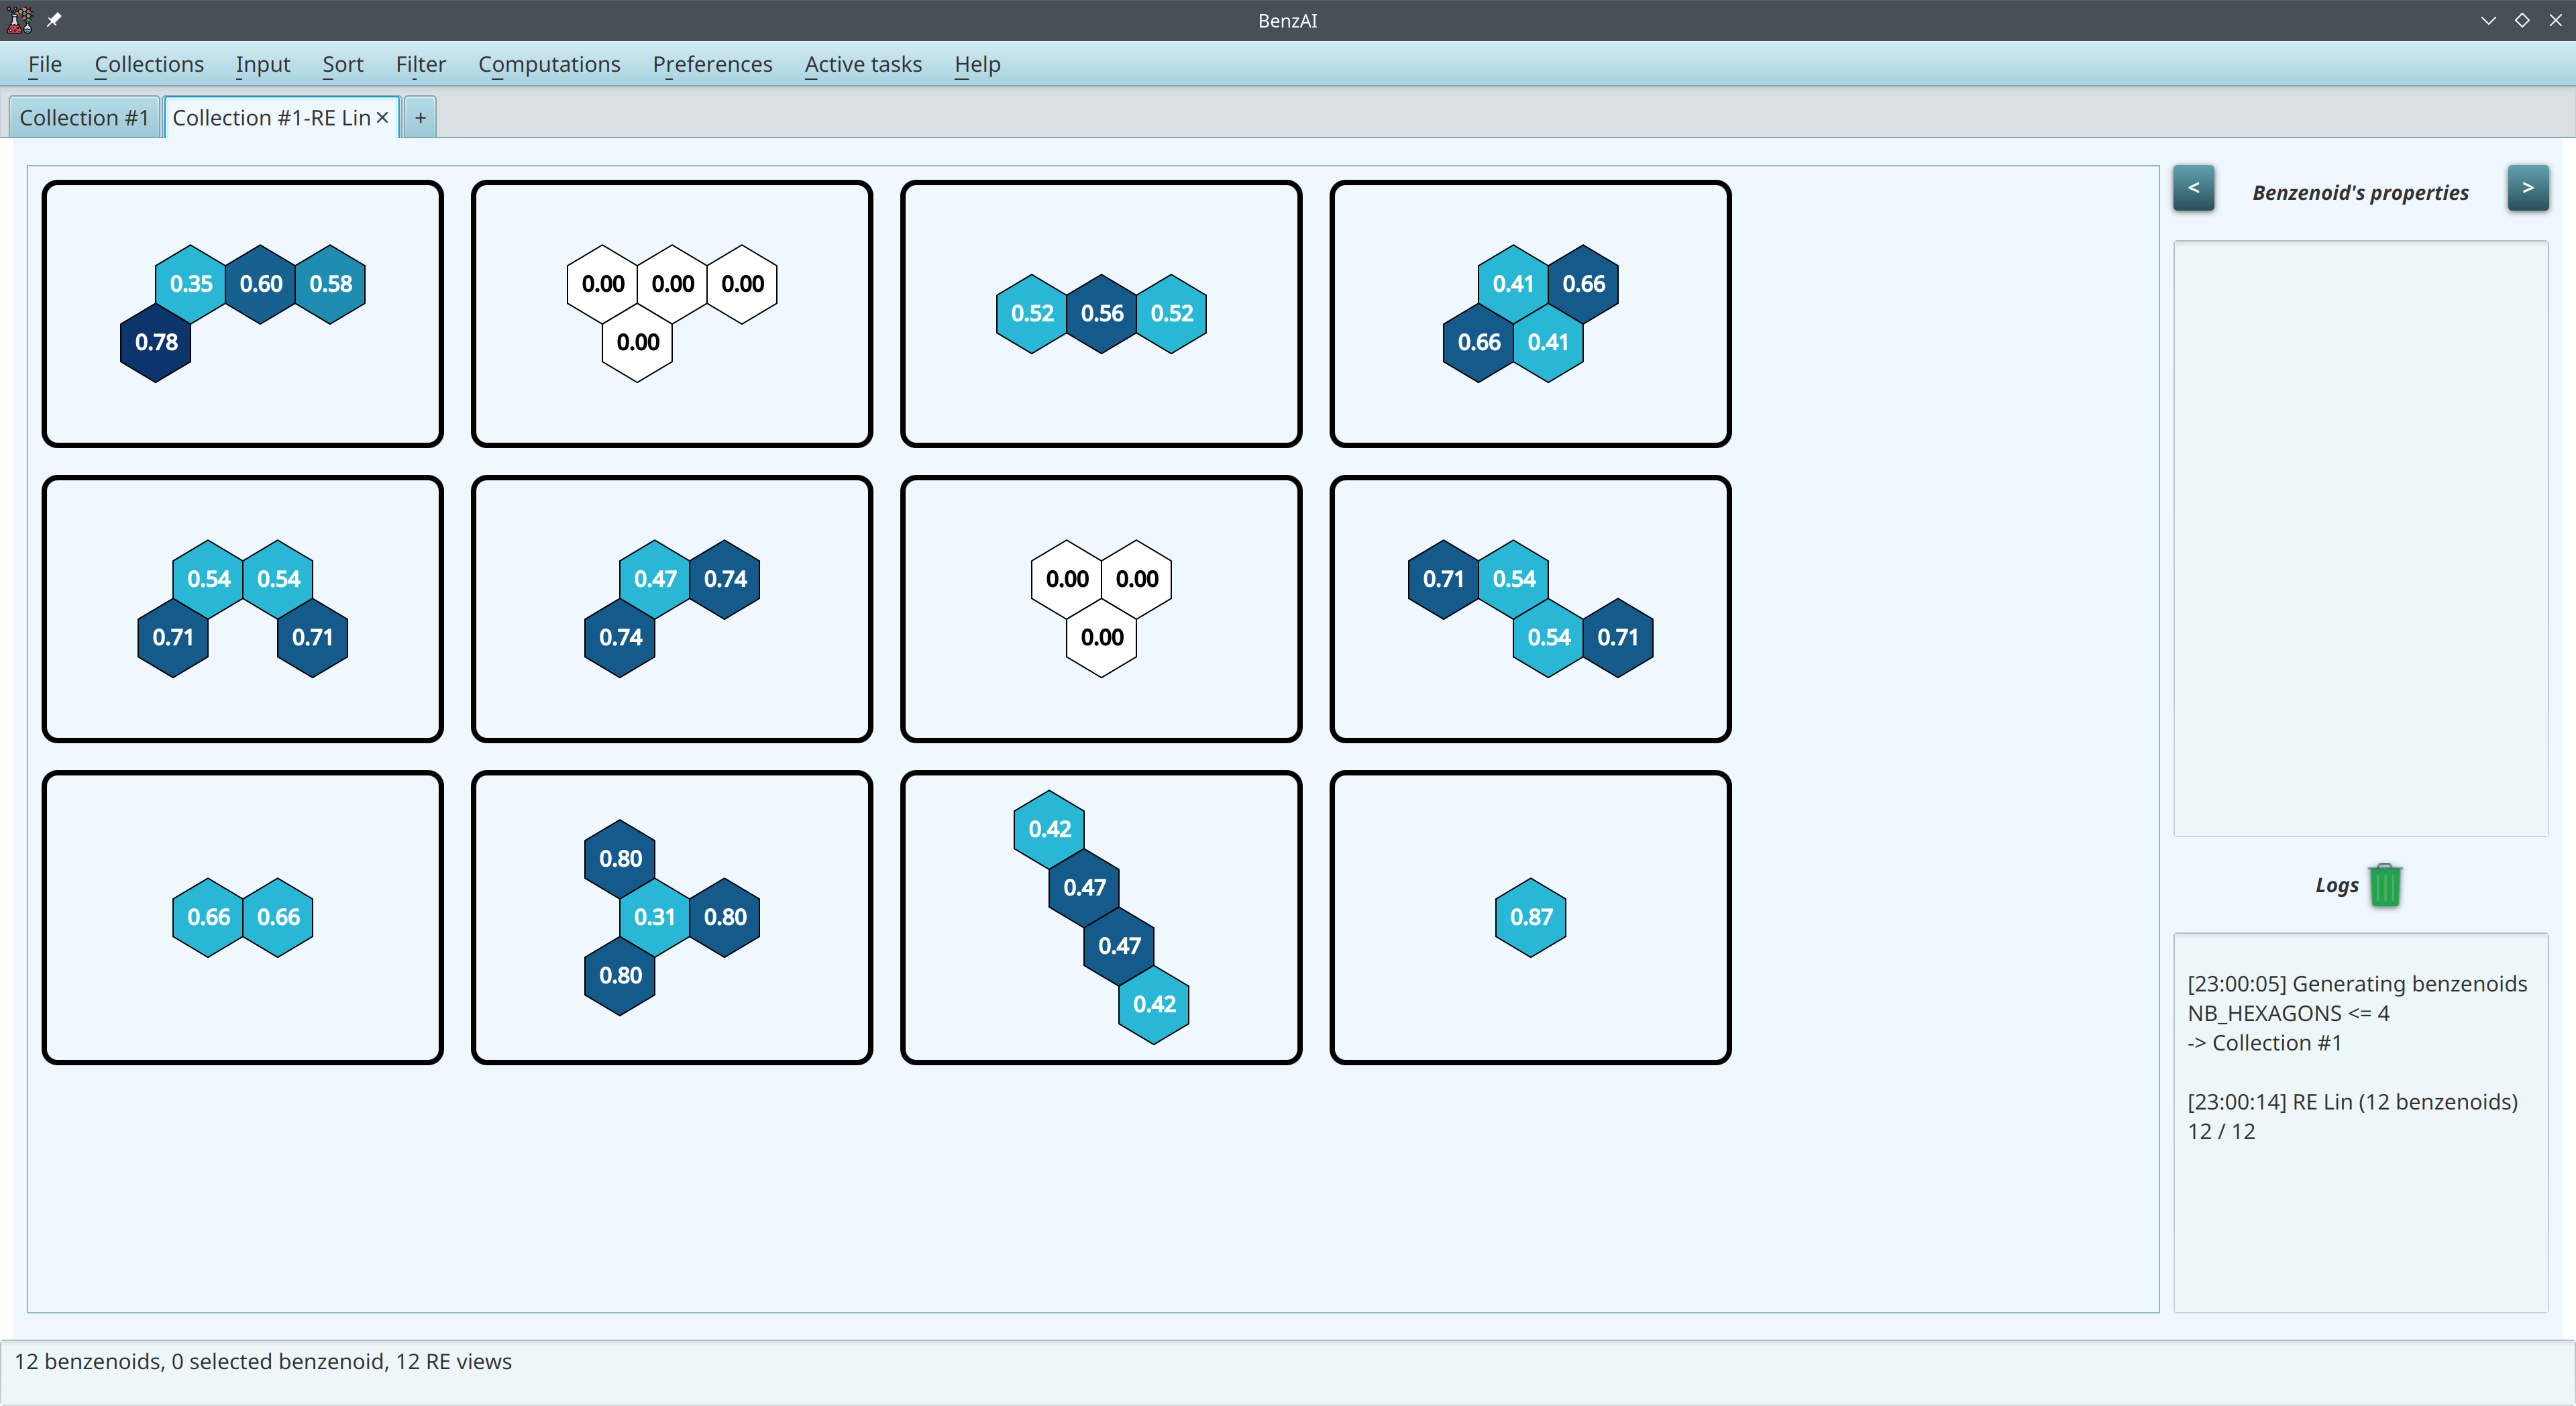 BenzAI
File Collections Input Sort Filter Computations Preferences Active tasks Help
Collection #1 Collection #1-RE Lin × +
< Benzenoid's properties >
0.35 0.60 0.58
0.78
0.00 0.00 0.00
0.00
0.52 0.56 0.52
0.41 0.66
0.66 0.41
0.54 0.54
0.71 0.71
0.47 0.74
0.74
0.00 0.00
0.00
0.71 0.54
0.54 0.71
0.66 0.66
0.80
0.31 0.80
0.80
0.42
0.47
0.47
0.42
0.87
Logs
[23:00:05] Generating benzenoids
NB_HEXAGONS <= 4
-> Collection #1
[23:00:14] RE Lin (12 benzenoids)
12 / 12
12 benzenoids, 0 selected benzenoid, 12 RE views